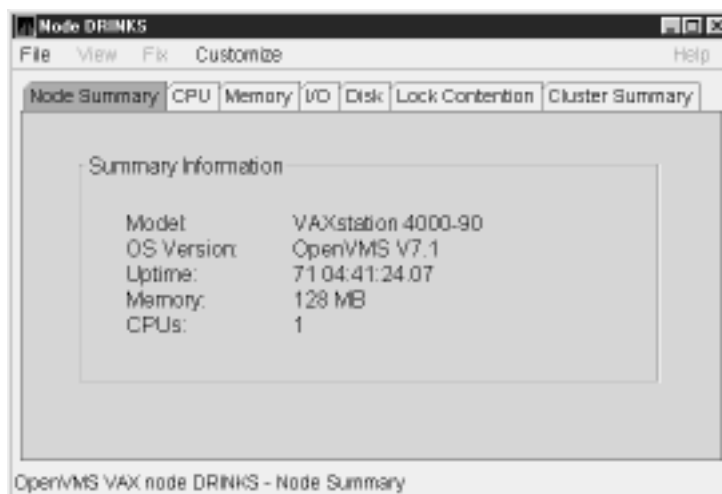 Node DRINKS
File View Fix Customize Help
Node Summary CPU Memory I/O Disk Lock Contention Cluster Summary
Summary Information
Model: VAXstation 4000-90
OS Version: OpenVMS V7.1
Uptime: 71 04:41:24.07
Memory: 128 MB
CPUs: 1
OpenVMS VAX node DRINKS - Node Summary